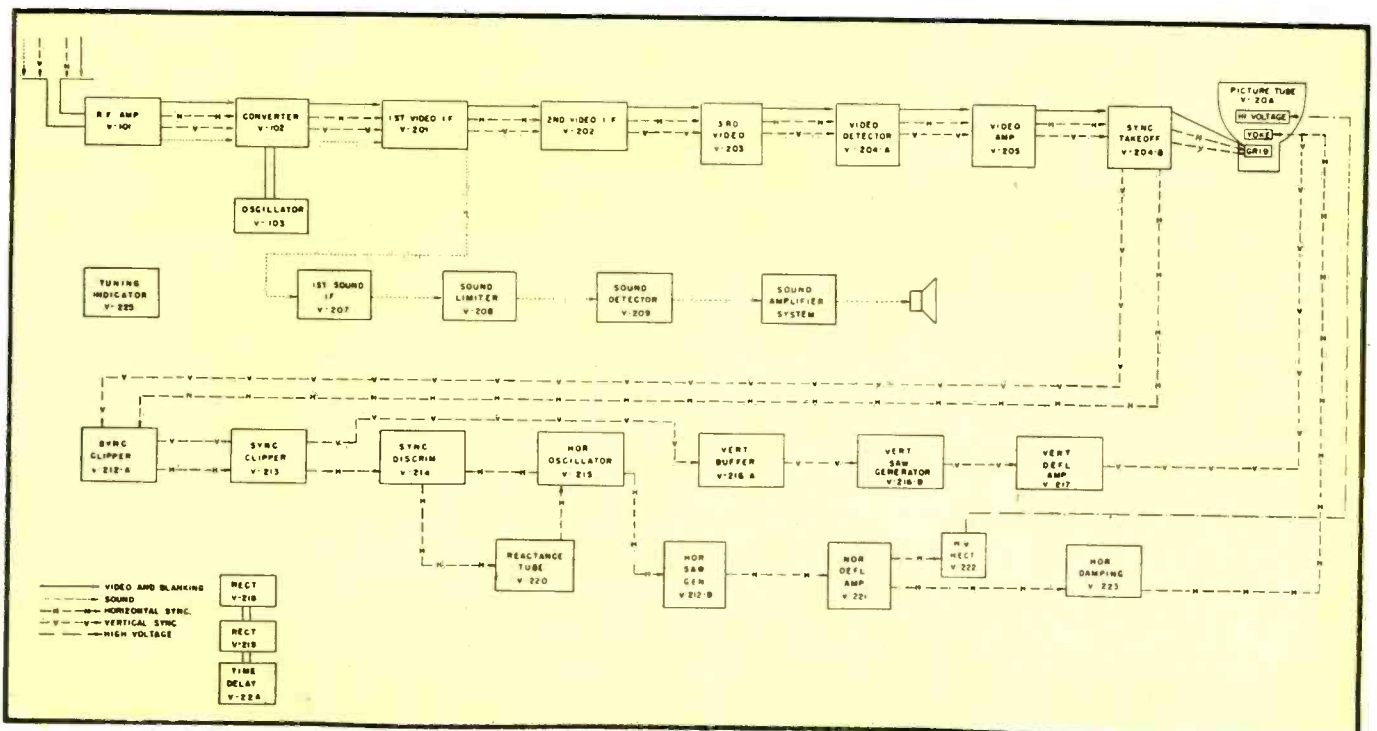 R.F. AMP
V-101
CONVERTER
V-102
1ST VIDEO I F
V-201
2ND VIDEO I F
V-202
3RD
VIDEO
V-203
VIDEO
DETECTOR
V-204-A
VIDEO
AMP
V-205
SYNC
TAKEOFF
V-204-B
PICTURE TUBE
V-20A
HI VOLTAGE
YOKE
GRID
OSCILLATOR
V-103
TUNING
INDICATOR
V-225
1ST SOUND
I F
V-207
SOUND
LIMITER
V-208
SOUND
DETECTOR
V-209
SOUND
AMPLIFIER
SYSTEM
SYNC
CLIPPER
V-212-A
SYNC
CLIPPER
V-213
SYNC
DISCRIM
V-214
HOR
OSCILLATOR
V-215
VERT
BUFFER
V-216-A
VERT
SAW
GENERATOR
V-216-B
VERT
DEFL
AMP
V-217
REACTANCE
TUBE
V-220
HOR
SAW
GEN
V-212-B
HOR
DEFL
AMP
V-221
H V
RECT
V-222
HOR
DAMPING
V-223
VIDEO AND BLANKING
SOUND
HORIZONTAL SYNC.
VERTICAL SYNC
HIGH VOLTAGE
RECT
V-218
RECT
V-219
TIME
DELAY
V-22A